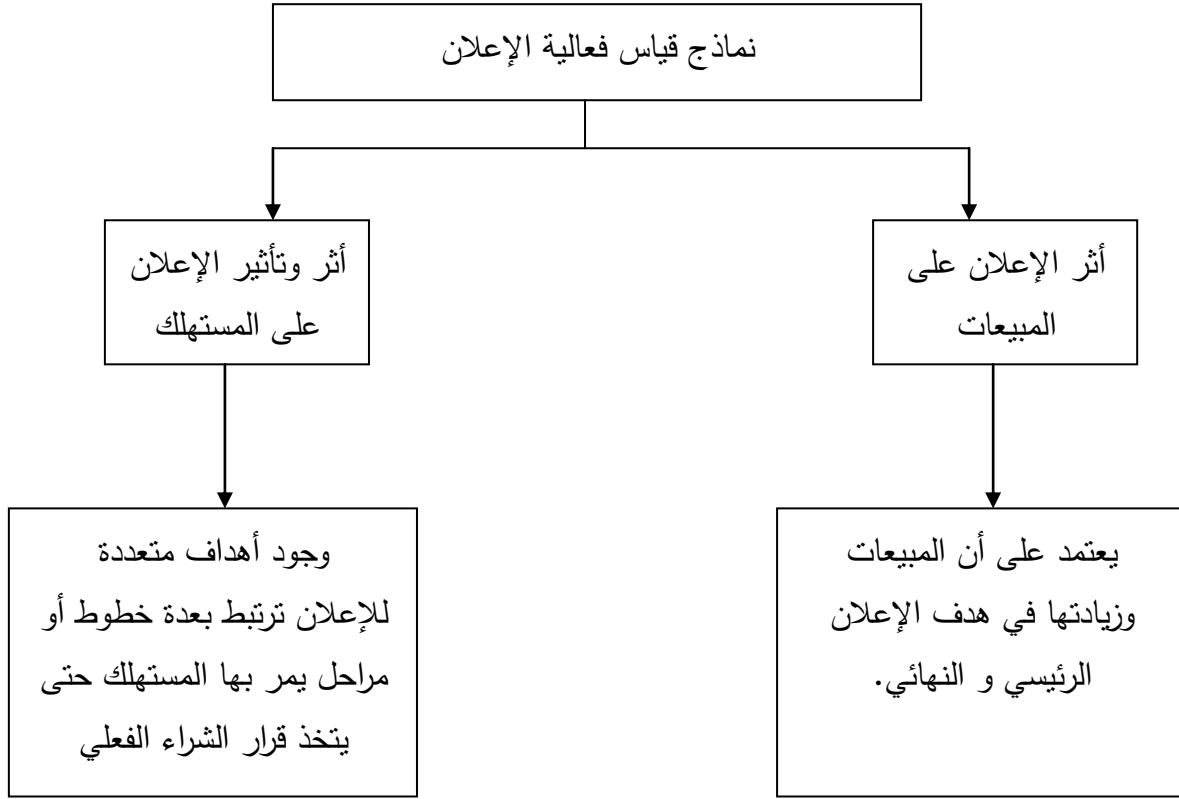 نماذج قياس فعالية الإعلان
أثر الإعلان على
المبيعات
أثر وتأثير الإعلان
على المستهلك
يعتمد على أن المبيعات
وزيادتها في هدف الإعلان
الرئيسي و النهائي.
وجود أهداف متعددة
للإعلان ترتبط بعدة خطوط أو
مراحل يمر بها المستهلك حتى
يتخذ قرار الشراء الفعلي